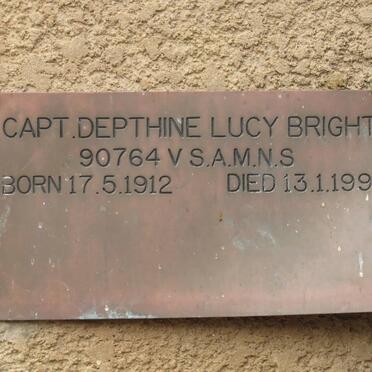 CAPT. DEPTHINE LUCY BRIGHT
90764 V S.A.M.N.S
BORN 17.5.1912 DIED 13.1.199